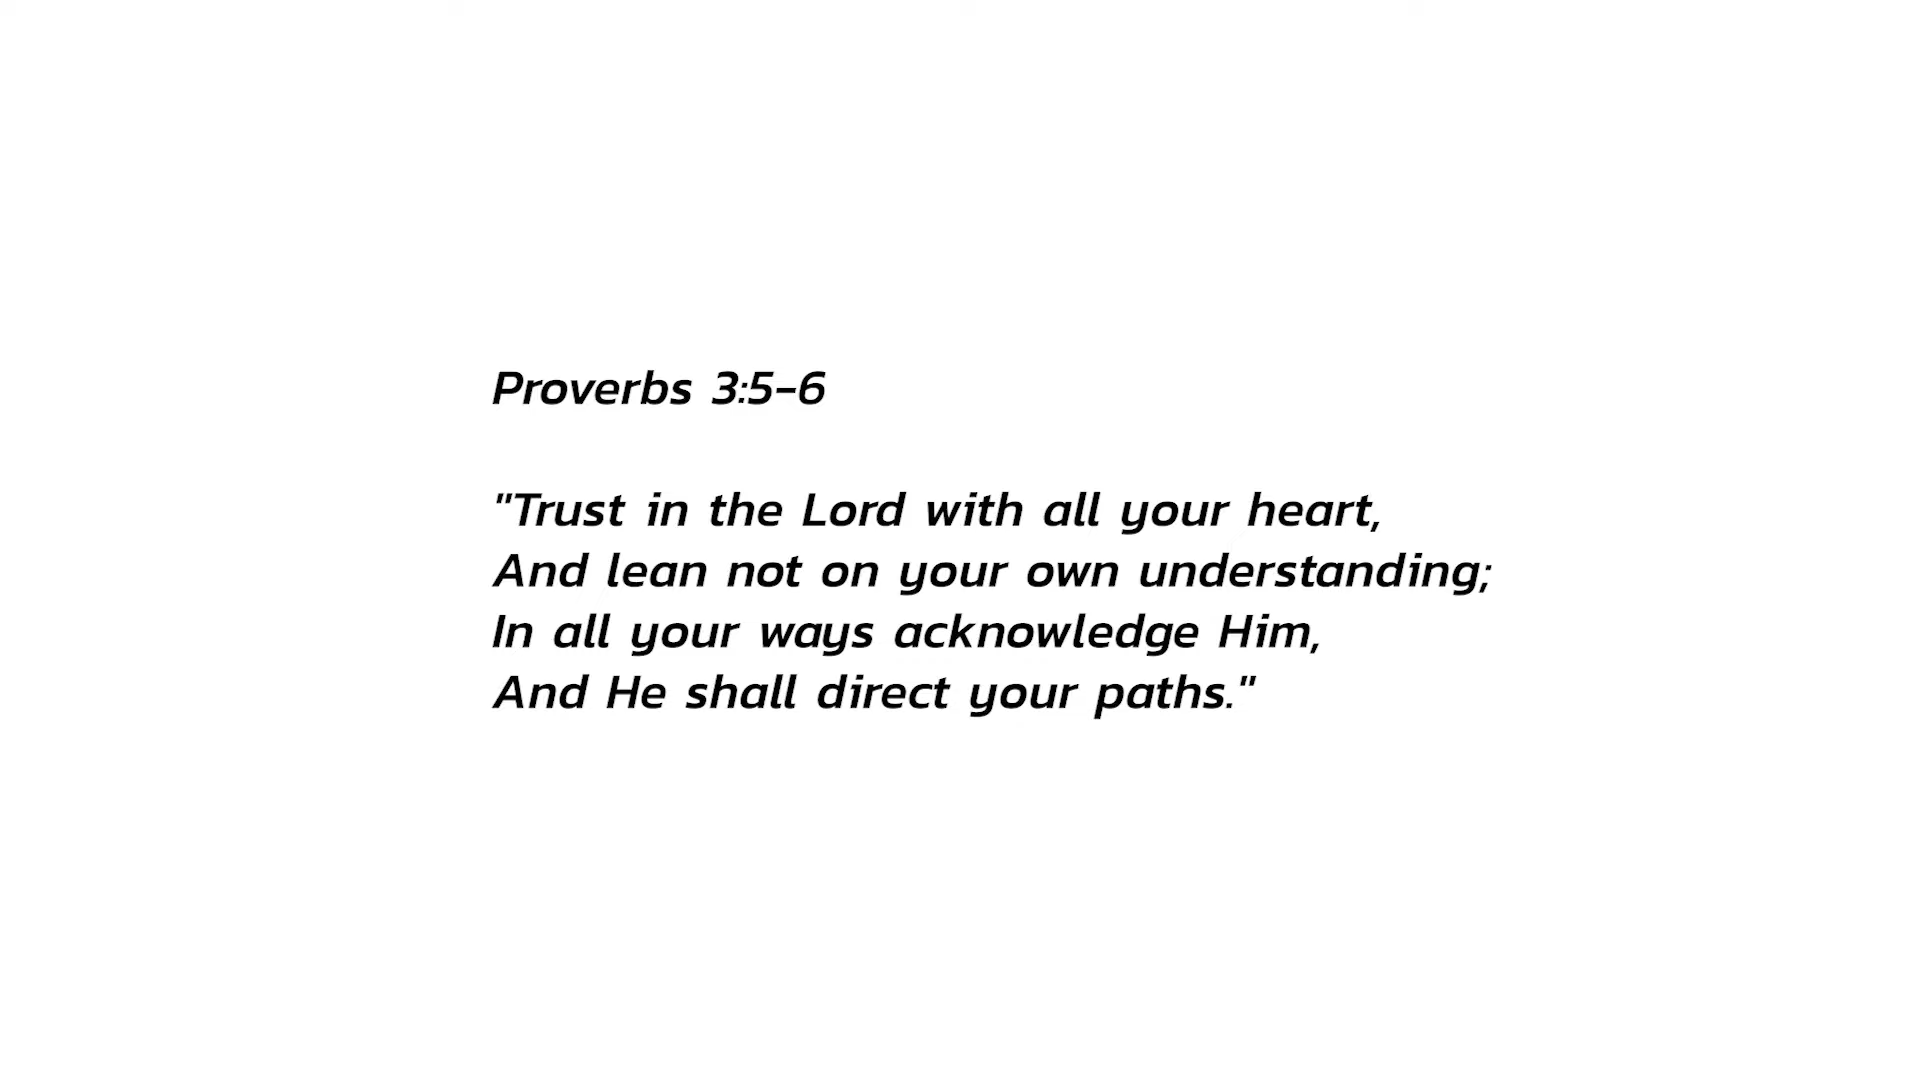 Proverbs 3:5-6
"Trust in the Lord with all your heart,
And lean not on your own understanding;
In all your ways acknowledge Him,
And He shall direct your paths."